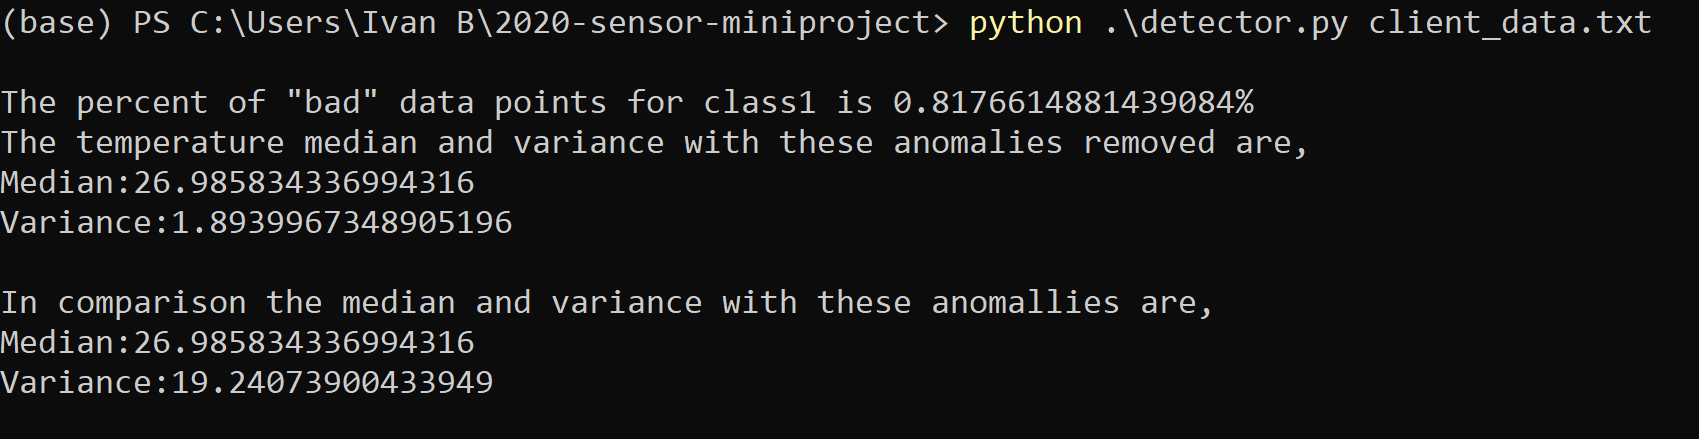 (base) PS C:\Users\Ivan B\2020-sensor-miniproject> python .\detector.py client_data.txt
The percent of "bad" data points for class1 is 0.8176614881439084%
The temperature median and variance with these anomalies removed are,
Median:26.985834336994316
Variance:1.8939967348905196
In comparison the median and variance with these anomallies are,
Median:26.985834336994316
Variance:19.24073900433949